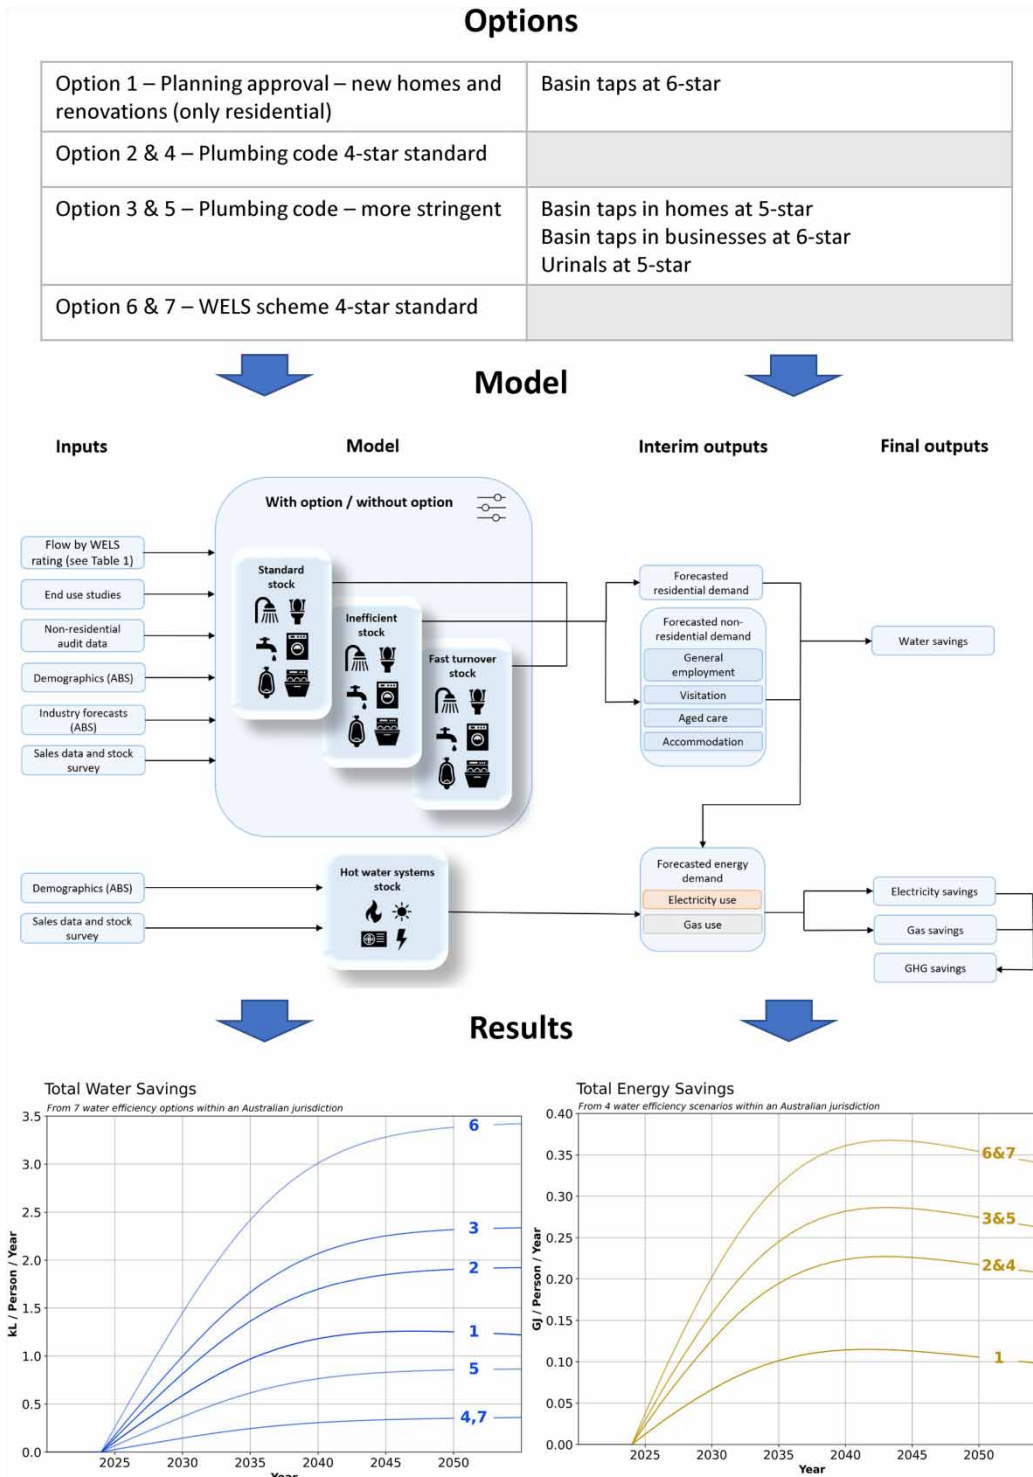 Options
Option 1 – Planning approval – new homes and
renovations (only residential)
Basin taps at 6-star
Option 2 & 4 – Plumbing code 4-star standard
Option 3 & 5 – Plumbing code – more stringent
Basin taps in homes at 5-star
Basin taps in businesses at 6-star
Urinals at 5-star
Option 6 & 7 – WELS scheme 4-star standard
Model
Inputs
Model
Interim outputs
Final outputs
With option / without option
Flow by WELS
rating (see Table 1)
End use studies
Non-residential
audit data
Demographics (ABS)
Industry forecasts
(ABS)
Sales data and stock
survey
Standard
stock
Inefficient
stock
Fast turnover
stock
Forecasted
residential demand
Forecasted non-
residential demand
General
employment
Visitation
Aged care
Accommodation
Water savings
Demographics (ABS)
Sales data and stock
survey
Hot water systems
stock
Forecasted energy
demand
Electricity use
Gas use
Electricity savings
Gas savings
GHG savings
Results
Total Water Savings
From 7 water efficiency options within an Australian jurisdiction
kL / Person / Year
3.5
3.0
2.5
2.0
1.5
1.0
0.5
0.0
6
3
2
1
5
4,7
2025 2030 2035 2040 2045 2050
Year
Total Energy Savings
From 4 water efficiency scenarios within an Australian jurisdiction
GJ / Person / Year
0.40
0.35
0.30
0.25
0.20
0.15
0.10
0.05
0.00
6&7
3&5
2&4
1
2025 2030 2035 2040 2045 2050
Year